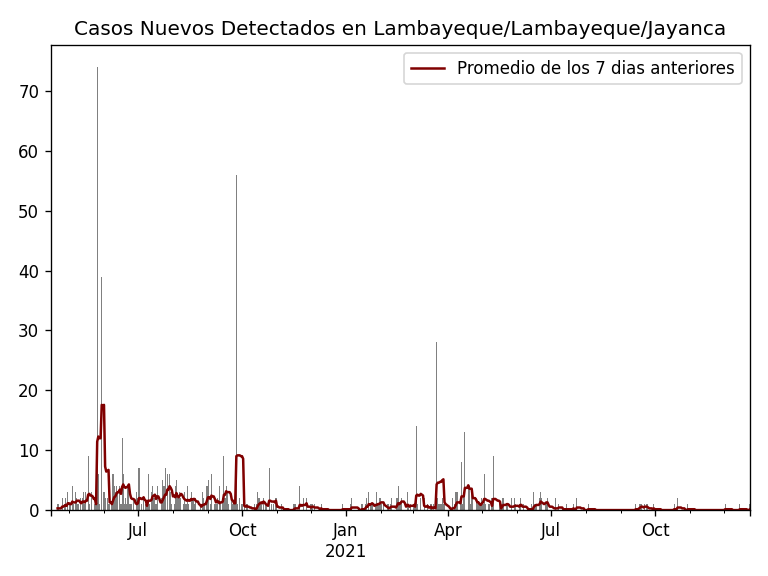 Casos Nuevos Detectados en Lambayeque/Lambayeque/Jayanca
Promedio de los 7 dias anteriores
70
60
50
40
30
20
10
0
Jul
Oct
Jan
2021
Apr
Jul
Oct